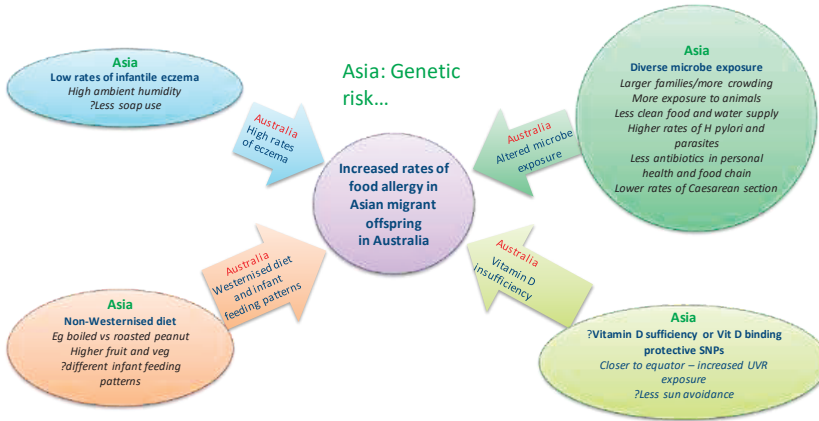 Asia
Low rates of infantile eczema
High ambient humidity
?Less soap use
Asia: Genetic
risk...
Asia
Diverse microbe exposure
Larger families/more crowding
More exposure to animals
Less clean food and water supply
Higher rates of H pylori and
parasites
Less antibiotics in personal
health and food chain
Lower rates of Caesarean section
Australia
High rates
of eczema
Australia
Altered microbe
exposure
Increased rates of
food allergy in
Asian migrant
offspring
in Australia
Australia
Westernised diet
and infant
feeding patterns
Australia
Vitamin D
insufficiency
Asia
Non-Westernised diet
Eg boiled vs roasted peanut
Higher fruit and veg
?different infant feeding
patterns
Asia
?Vitamin D sufficiency or Vit D binding
protective SNPs
Closer to equator – increased UVR
exposure
?Less sun avoidance